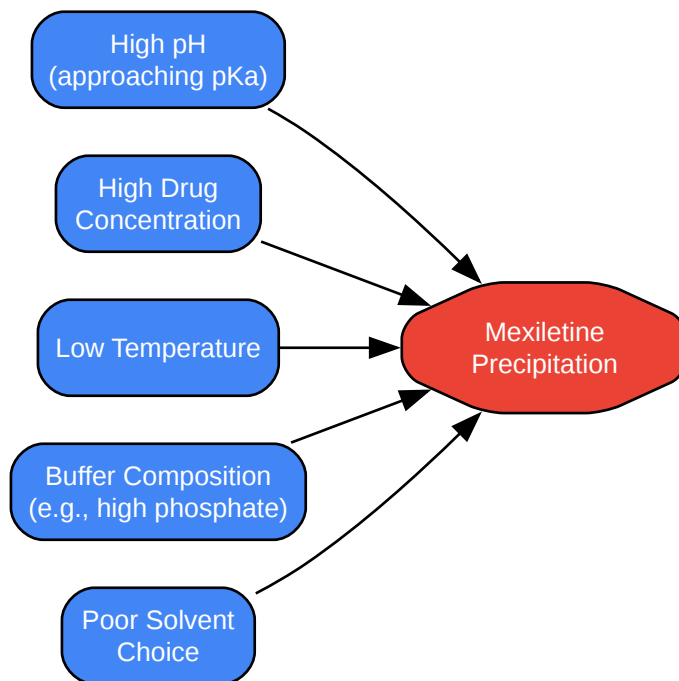 High pH
(approaching pKa)
High Drug
Concentration
Low Temperature
Mexiletine
Precipitation
Buffer Composition
(e.g., high phosphate)
Poor Solvent
Choice